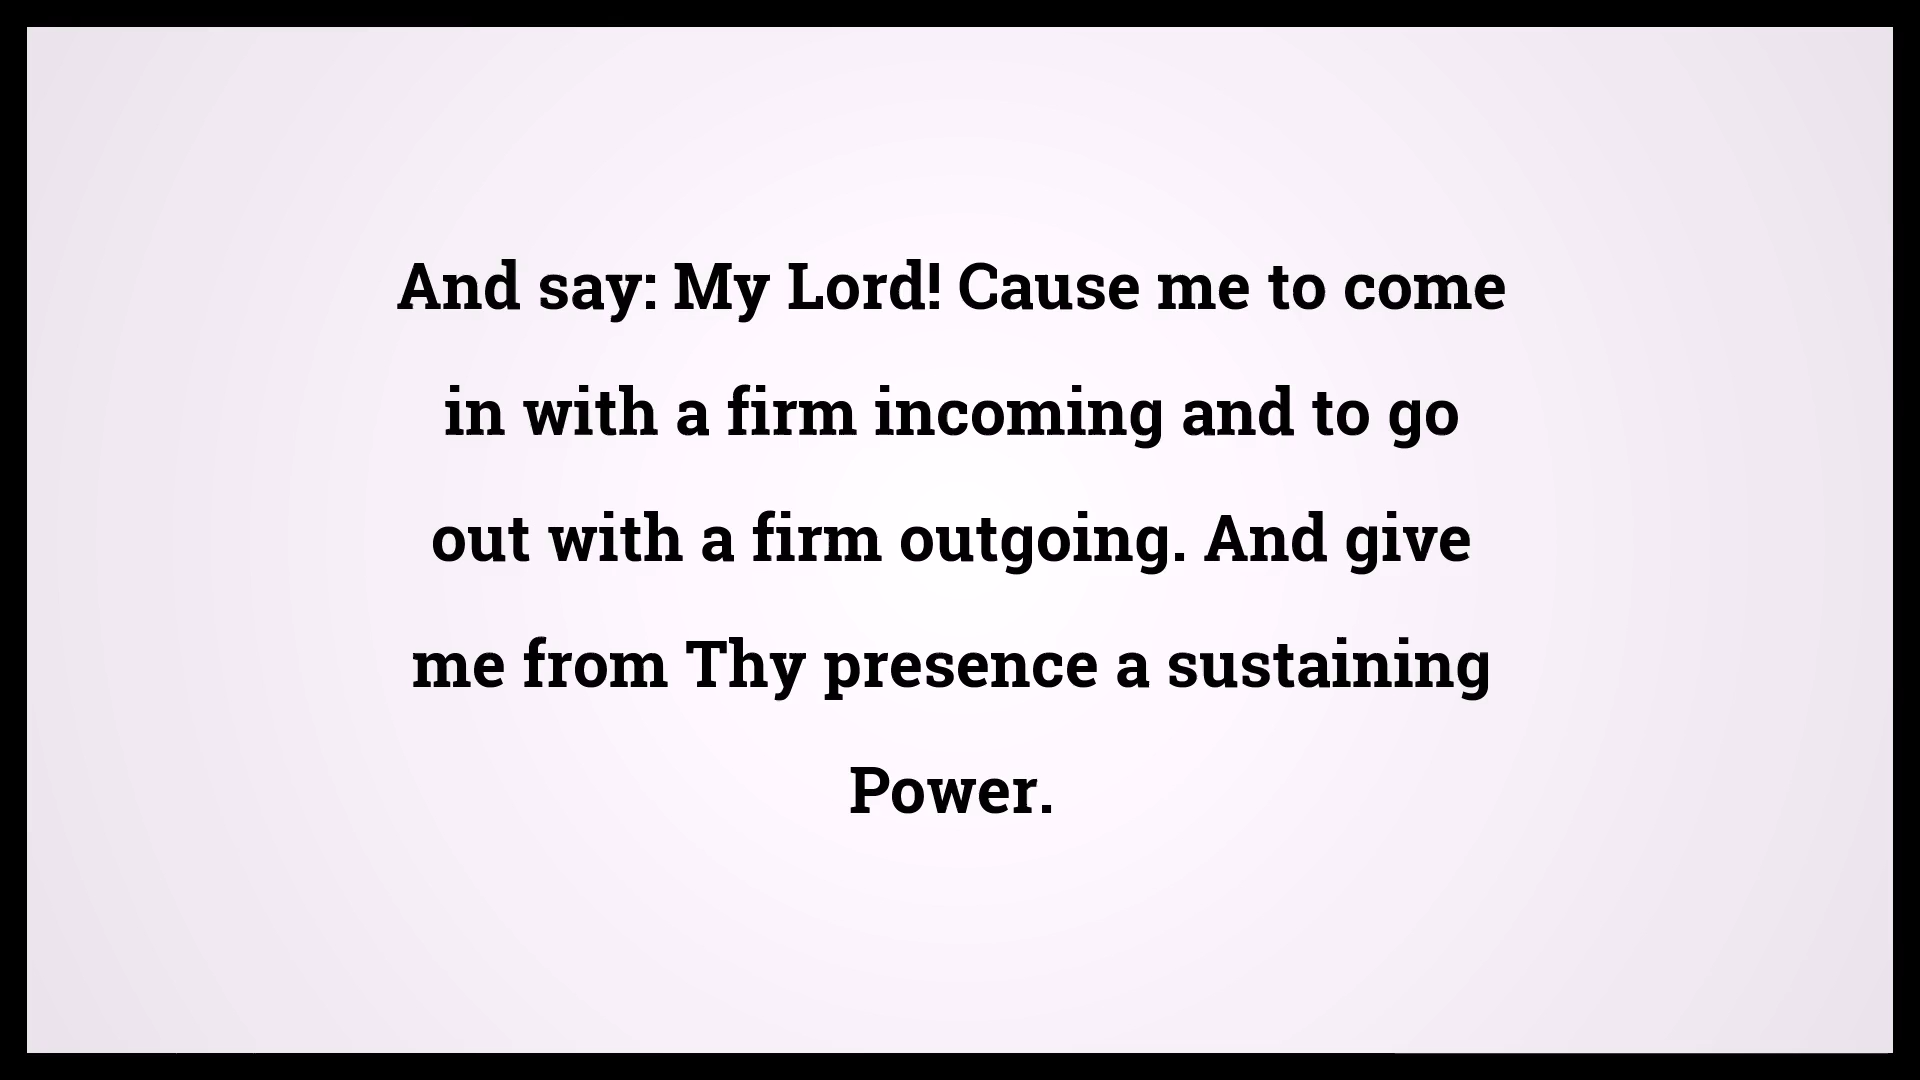 And say: My Lord! Cause me to come
in with a firm incoming and to go
out with a firm outgoing. And give
me from Thy presence a sustaining
Power.